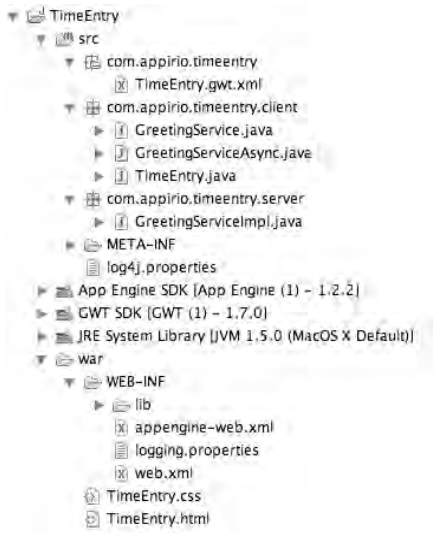 TimeEntry
src
com.appirio.timeentry
TimeEntry.gwt.xml
com.appirio.timeentry.client
GreetingService.java
GreetingServiceAsync.java
TimeEntry.java
com.appirio.timeentry.server
GreetingServiceImpl.java
META-INF
log4j.properties
App Engine SDK [App Engine (1) - 1.2.2]
GWT SDK [GWT (1) - 1.7.0]
JRE System Library [JVM 1.5.0 (MacOS X Default)]
war
WEB-INF
lib
appengine-web.xml
logging.properties
web.xml
TimeEntry.css
TimeEntry.html